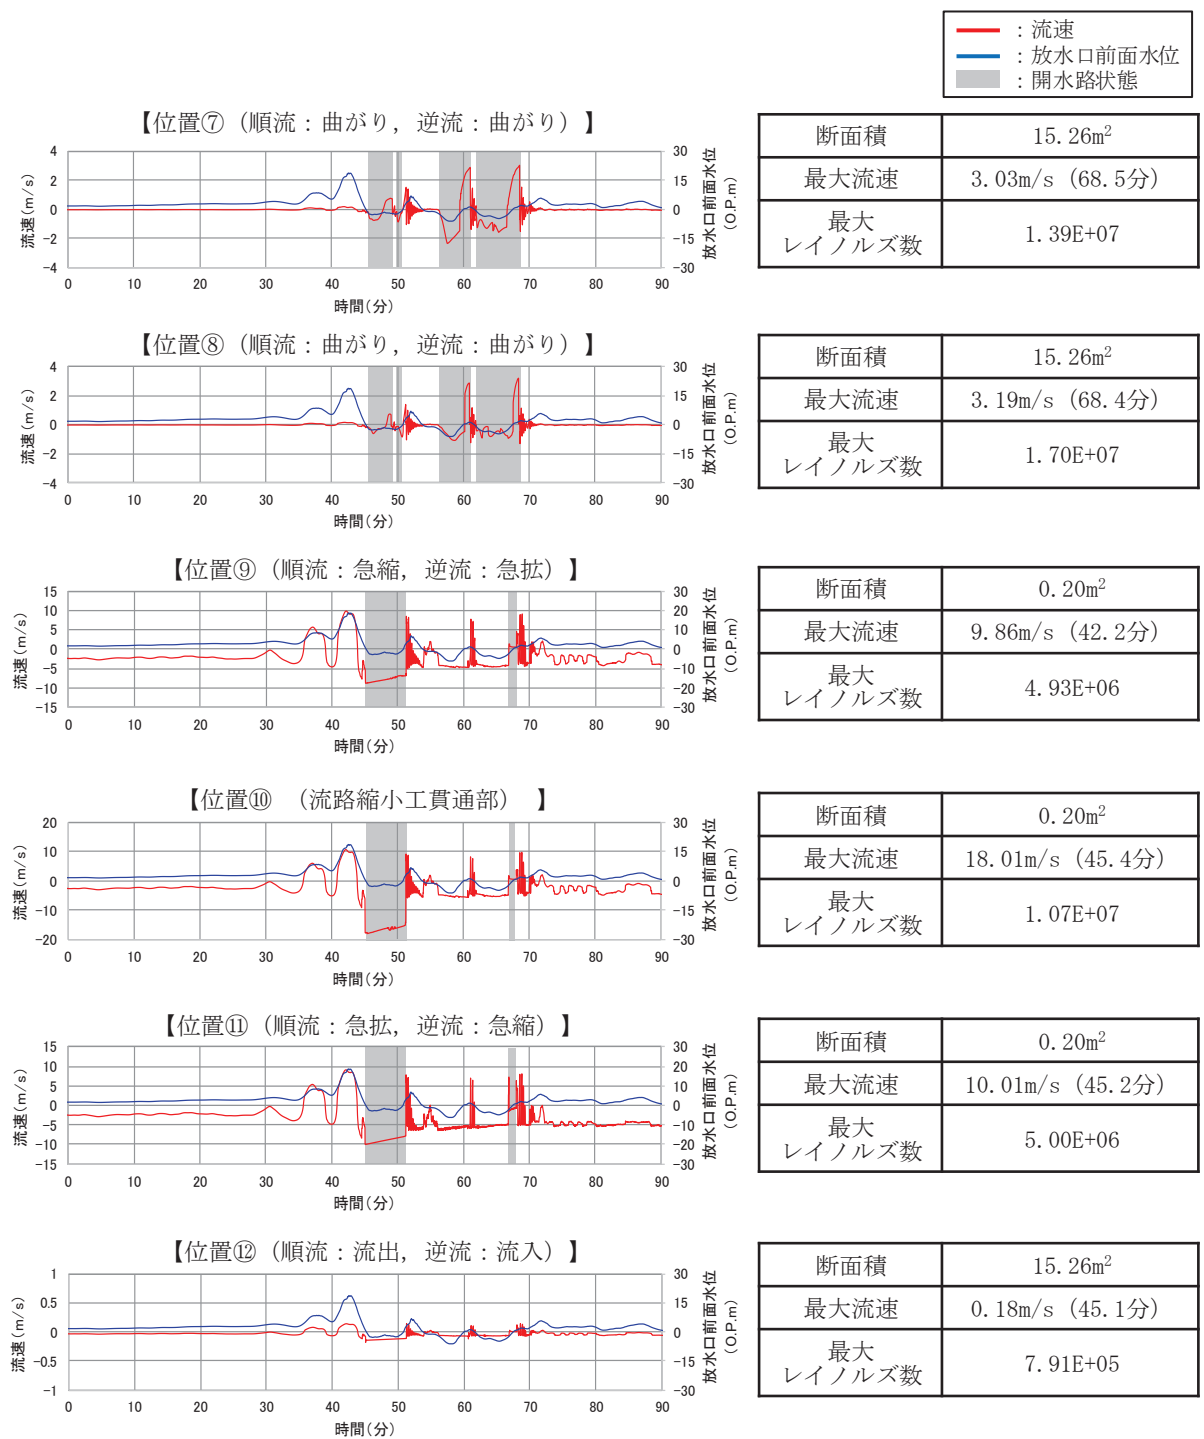 ：流速
：放水口前面水位
：開水路状態
【位置⑦（順流：曲がり，逆流：曲がり）】
流速(m/s)
4
2
0
-2
-4
30
15
0
-15
-30
放水口前面水位
(O.P.m)
0 10 20 30 40 50 60 70 80 90
時間(分)
断面積 15.26m²
最大流速 3.03m/s（68.5分）
最大
レイノルズ数 1.39E+07
【位置⑧（順流：曲がり，逆流：曲がり）】
流速(m/s)
4
2
0
-2
-4
30
15
0
-15
-30
放水口前面水位
(O.P.m)
0 10 20 30 40 50 60 70 80 90
時間(分)
断面積 15.26m²
最大流速 3.19m/s（68.4分）
最大
レイノルズ数 1.70E+07
【位置⑨（順流：急縮，逆流：急拡）】
流速(m/s)
15
10
5
0
-5
-10
-15
30
20
10
0
-10
-20
-30
放水口前面水位
(O.P.m)
0 10 20 30 40 50 60 70 80 90
時間(分)
断面積 0.20m²
最大流速 9.86m/s（42.2分）
最大
レイノルズ数 4.93E+06
【位置⑩ （流路縮小工貫通部） 】
流速(m/s)
20
10
0
-10
-20
30
15
0
-15
-30
放水口前面水位
(O.P.m)
0 10 20 30 40 50 60 70 80 90
時間(分)
断面積 0.20m²
最大流速 18.01m/s（45.4分）
最大
レイノルズ数 1.07E+07
【位置⑪（順流：急拡，逆流：急縮）】
流速(m/s)
15
10
5
0
-5
-10
-15
30
20
10
0
-10
-20
-30
放水口前面水位
(O.P.m)
0 10 20 30 40 50 60 70 80 90
時間(分)
断面積 0.20m²
最大流速 10.01m/s（45.2分）
最大
レイノルズ数 5.00E+06
【位置⑫（順流：流出，逆流：流入）】
流速(m/s)
1
0.5
0
-0.5
-1
30
15
0
-15
-30
放水口前面水位
(O.P.m)
0 10 20 30 40 50 60 70 80 90
時間(分)
断面積 15.26m²
最大流速 0.18m/s（45.1分）
最大
レイノルズ数 7.91E+05